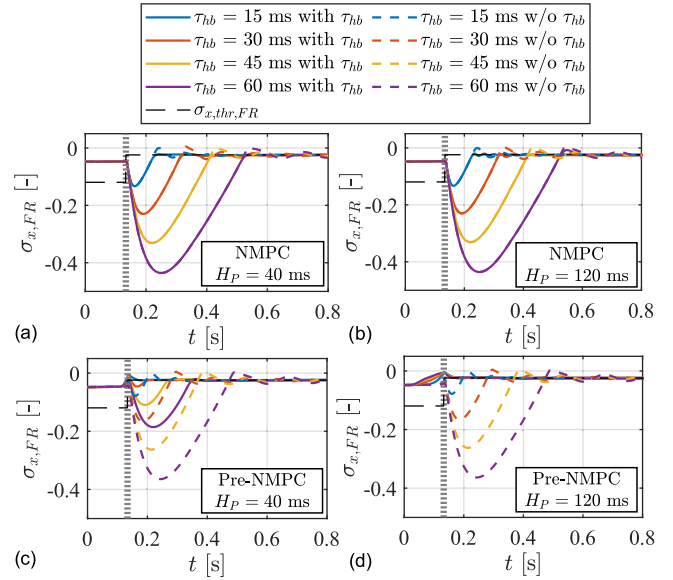 τhb = 15 ms with τhb τhb = 15 ms w/o τhb
τhb = 30 ms with τhb τhb = 30 ms w/o τhb
τhb = 45 ms with τhb τhb = 45 ms w/o τhb
τhb = 60 ms with τhb τhb = 60 ms w/o τhb
σx,thr,FR
0
-0.2
-0.4
σx,FR [-]
NMPC
HP = 40 ms
0 0.2 0.4 0.6 0.8
(a) t [s]
0
-0.2
-0.4
σx,FR [-]
NMPC
HP = 120 ms
0 0.2 0.4 0.6 0.8
(b) t [s]
0
-0.2
-0.4
σx,FR [-]
Pre-NMPC
HP = 40 ms
0 0.2 0.4 0.6 0.8
(c) t [s]
0
-0.2
-0.4
σx,FR [-]
Pre-NMPC
HP = 120 ms
0 0.2 0.4 0.6 0.8
(d) t [s]